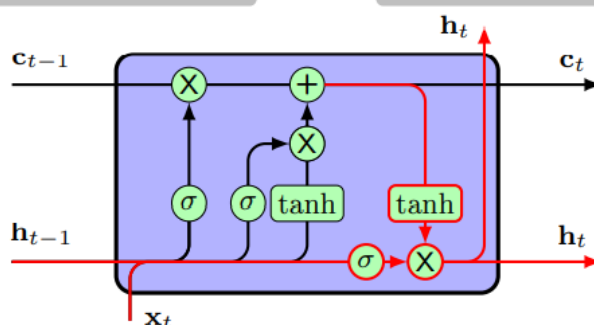 h_t
c_{t-1}
c_t
X
+
X
σ
σ
tanh
tanh
h_{t-1}
h_t
σ
X
x_t